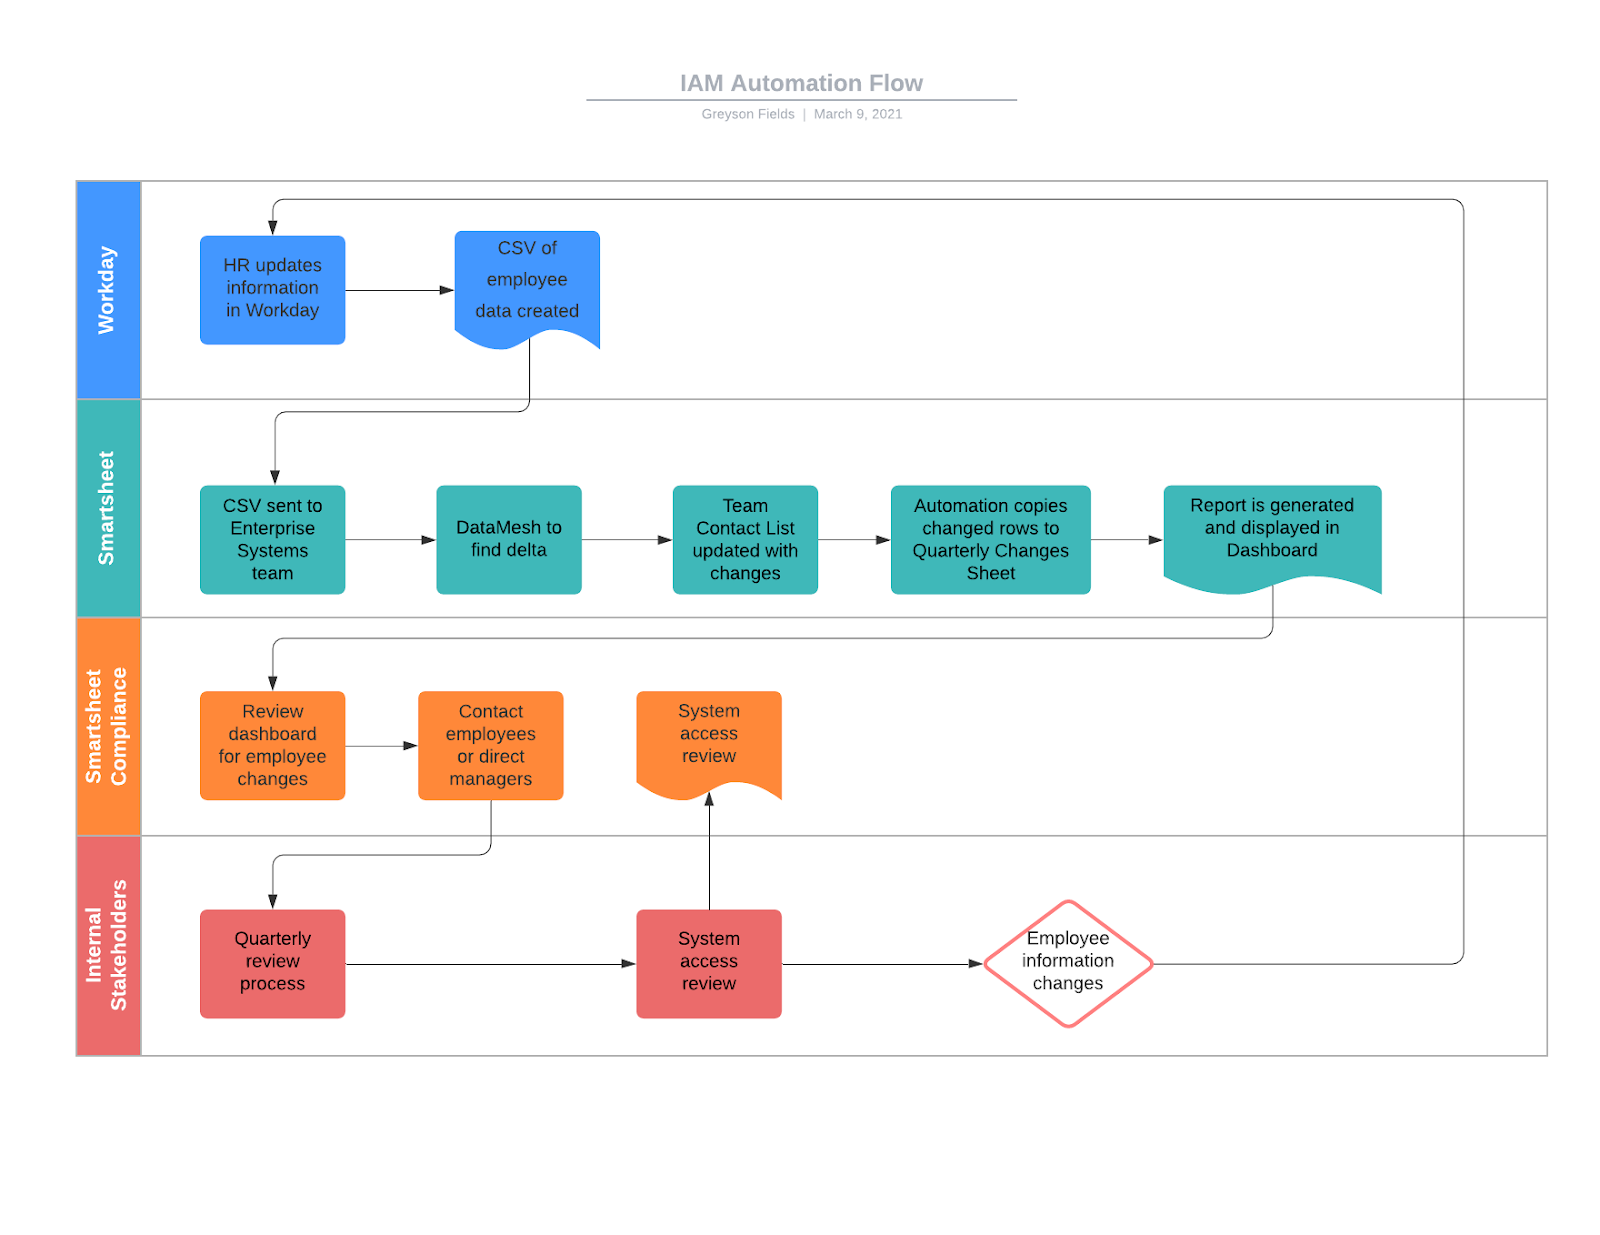 IAM Automation Flow
Greyson Fields | March 9, 2021
Workday
HR updates
information
in Workday
CSV of
employee
data created
Smartsheet
CSV sent to
Enterprise
Systems
team
DataMesh to
find delta
Team
Contact List
updated with
changes
Automation copies
changed rows to
Quarterly Changes
Sheet
Report is generated
and displayed in
Dashboard
Smartsheet
Compliance
Review
dashboard
for employee
changes
Contact
employees
or direct
managers
System
access
review
Internal
Stakeholders
Quarterly
review
process
System
access
review
Employee
information
changes